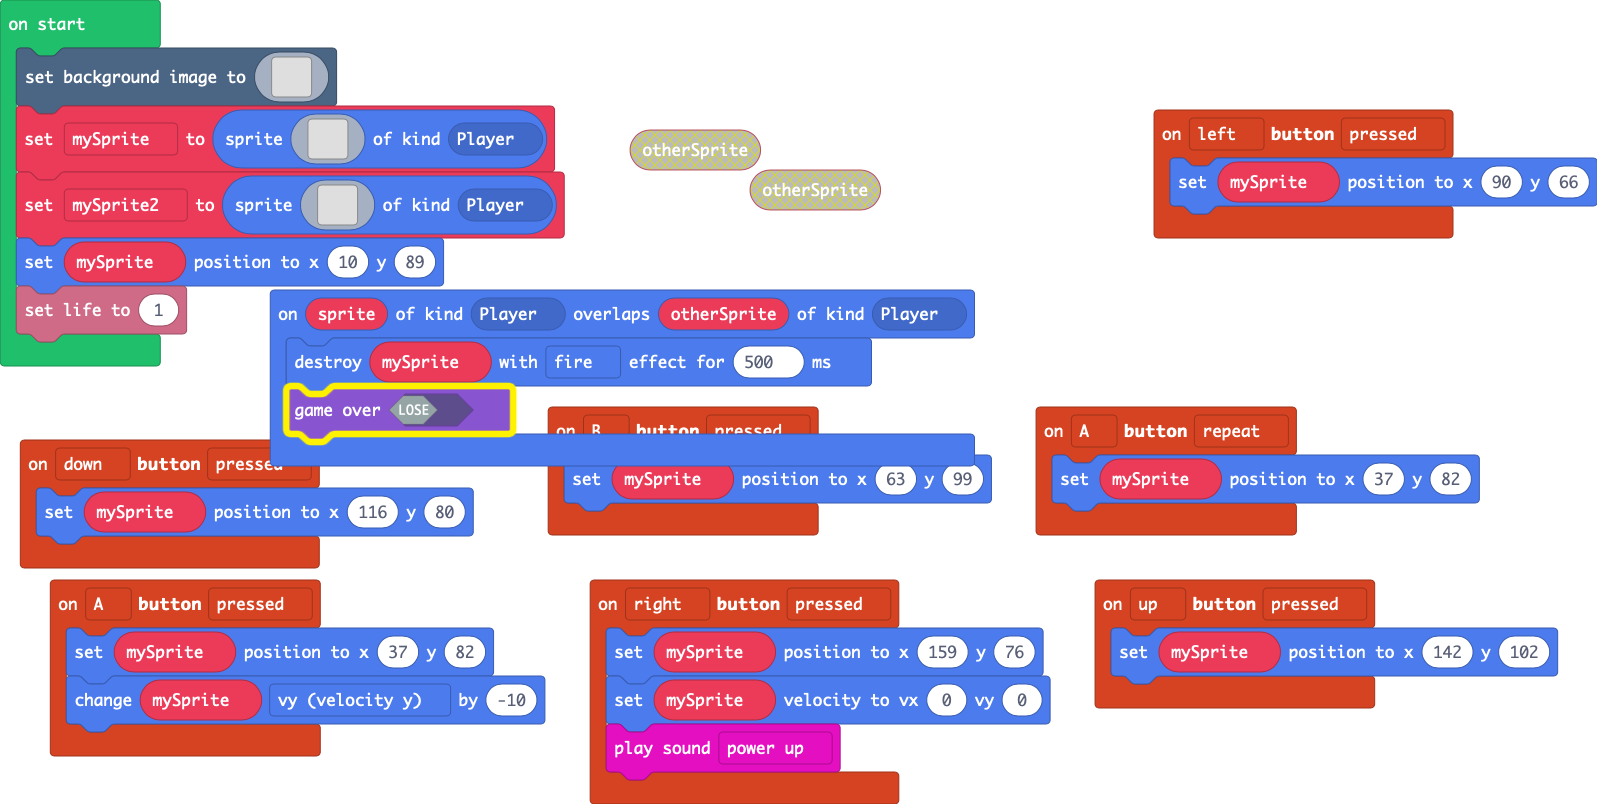 on start
set background image to
set mySprite to sprite of kind Player
set mySprite2 to sprite of kind Player
set mySprite position to x 10 y 89
set life to 1
otherSprite
otherSprite
on left button pressed
set mySprite position to x 90 y 66
on sprite of kind Player overlaps otherSprite of kind Player
destroy mySprite with fire effect for 500 ms
game over LOSE
on B button pressed
set mySprite position to x 63 y 99
on A button repeat
set mySprite position to x 37 y 82
on down button pressed
set mySprite position to x 116 y 80
on A button pressed
set mySprite position to x 37 y 82
change mySprite vy (velocity y) by -10
on right button pressed
set mySprite position to x 159 y 76
set mySprite velocity to vx 0 vy 0
play sound power up
on up button pressed
set mySprite position to x 142 y 102